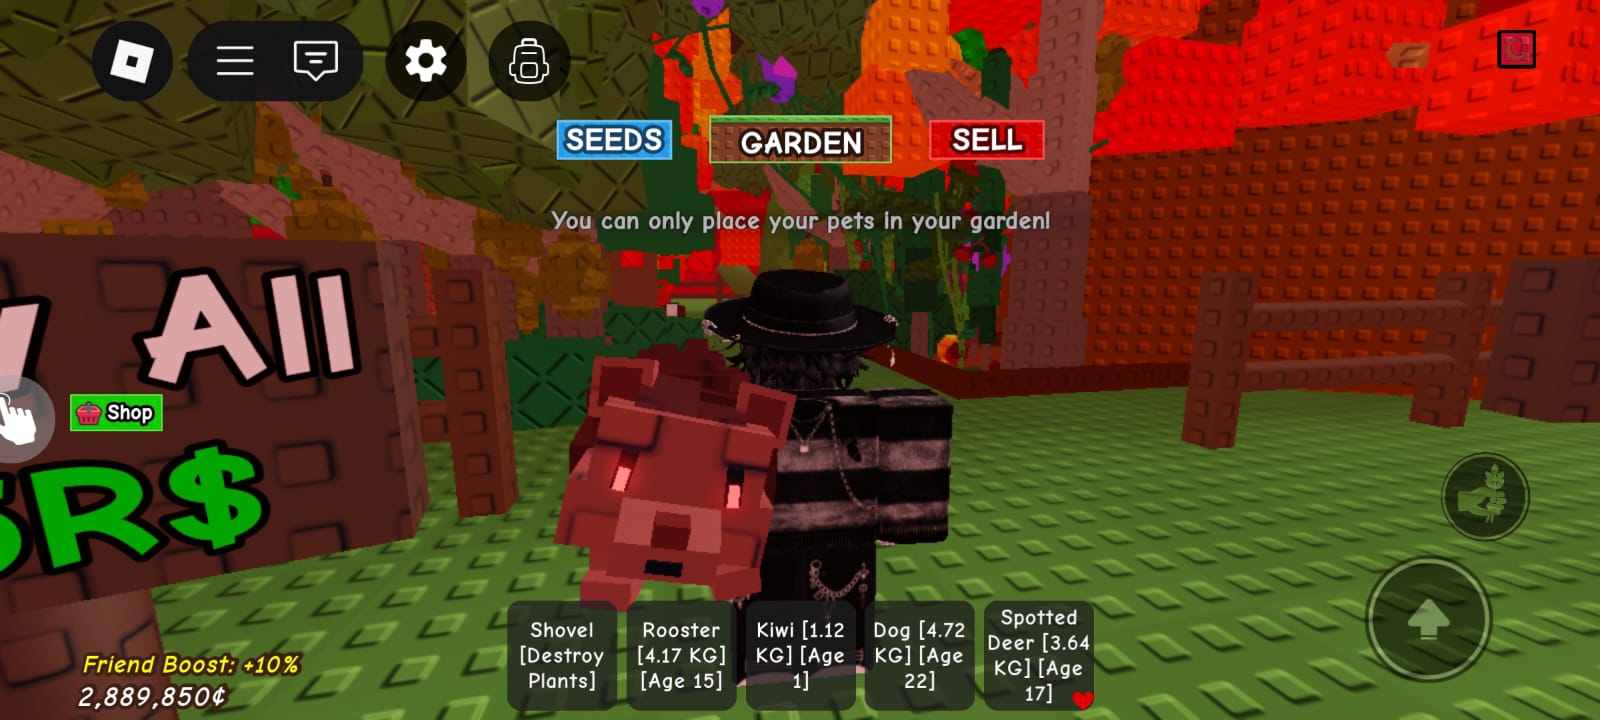 SEEDS GARDEN SELL
You can only place your pets in your garden!
All
Shop
R$
Friend Boost: +10%
2,889,850¢
Shovel
[Destroy
Plants]
Rooster
[4.17 KG]
[Age 15]
Kiwi [1.12
KG] [Age
1]
Dog [4.72
KG] [Age
22]
Spotted
Deer [3.64
KG] [Age
17]